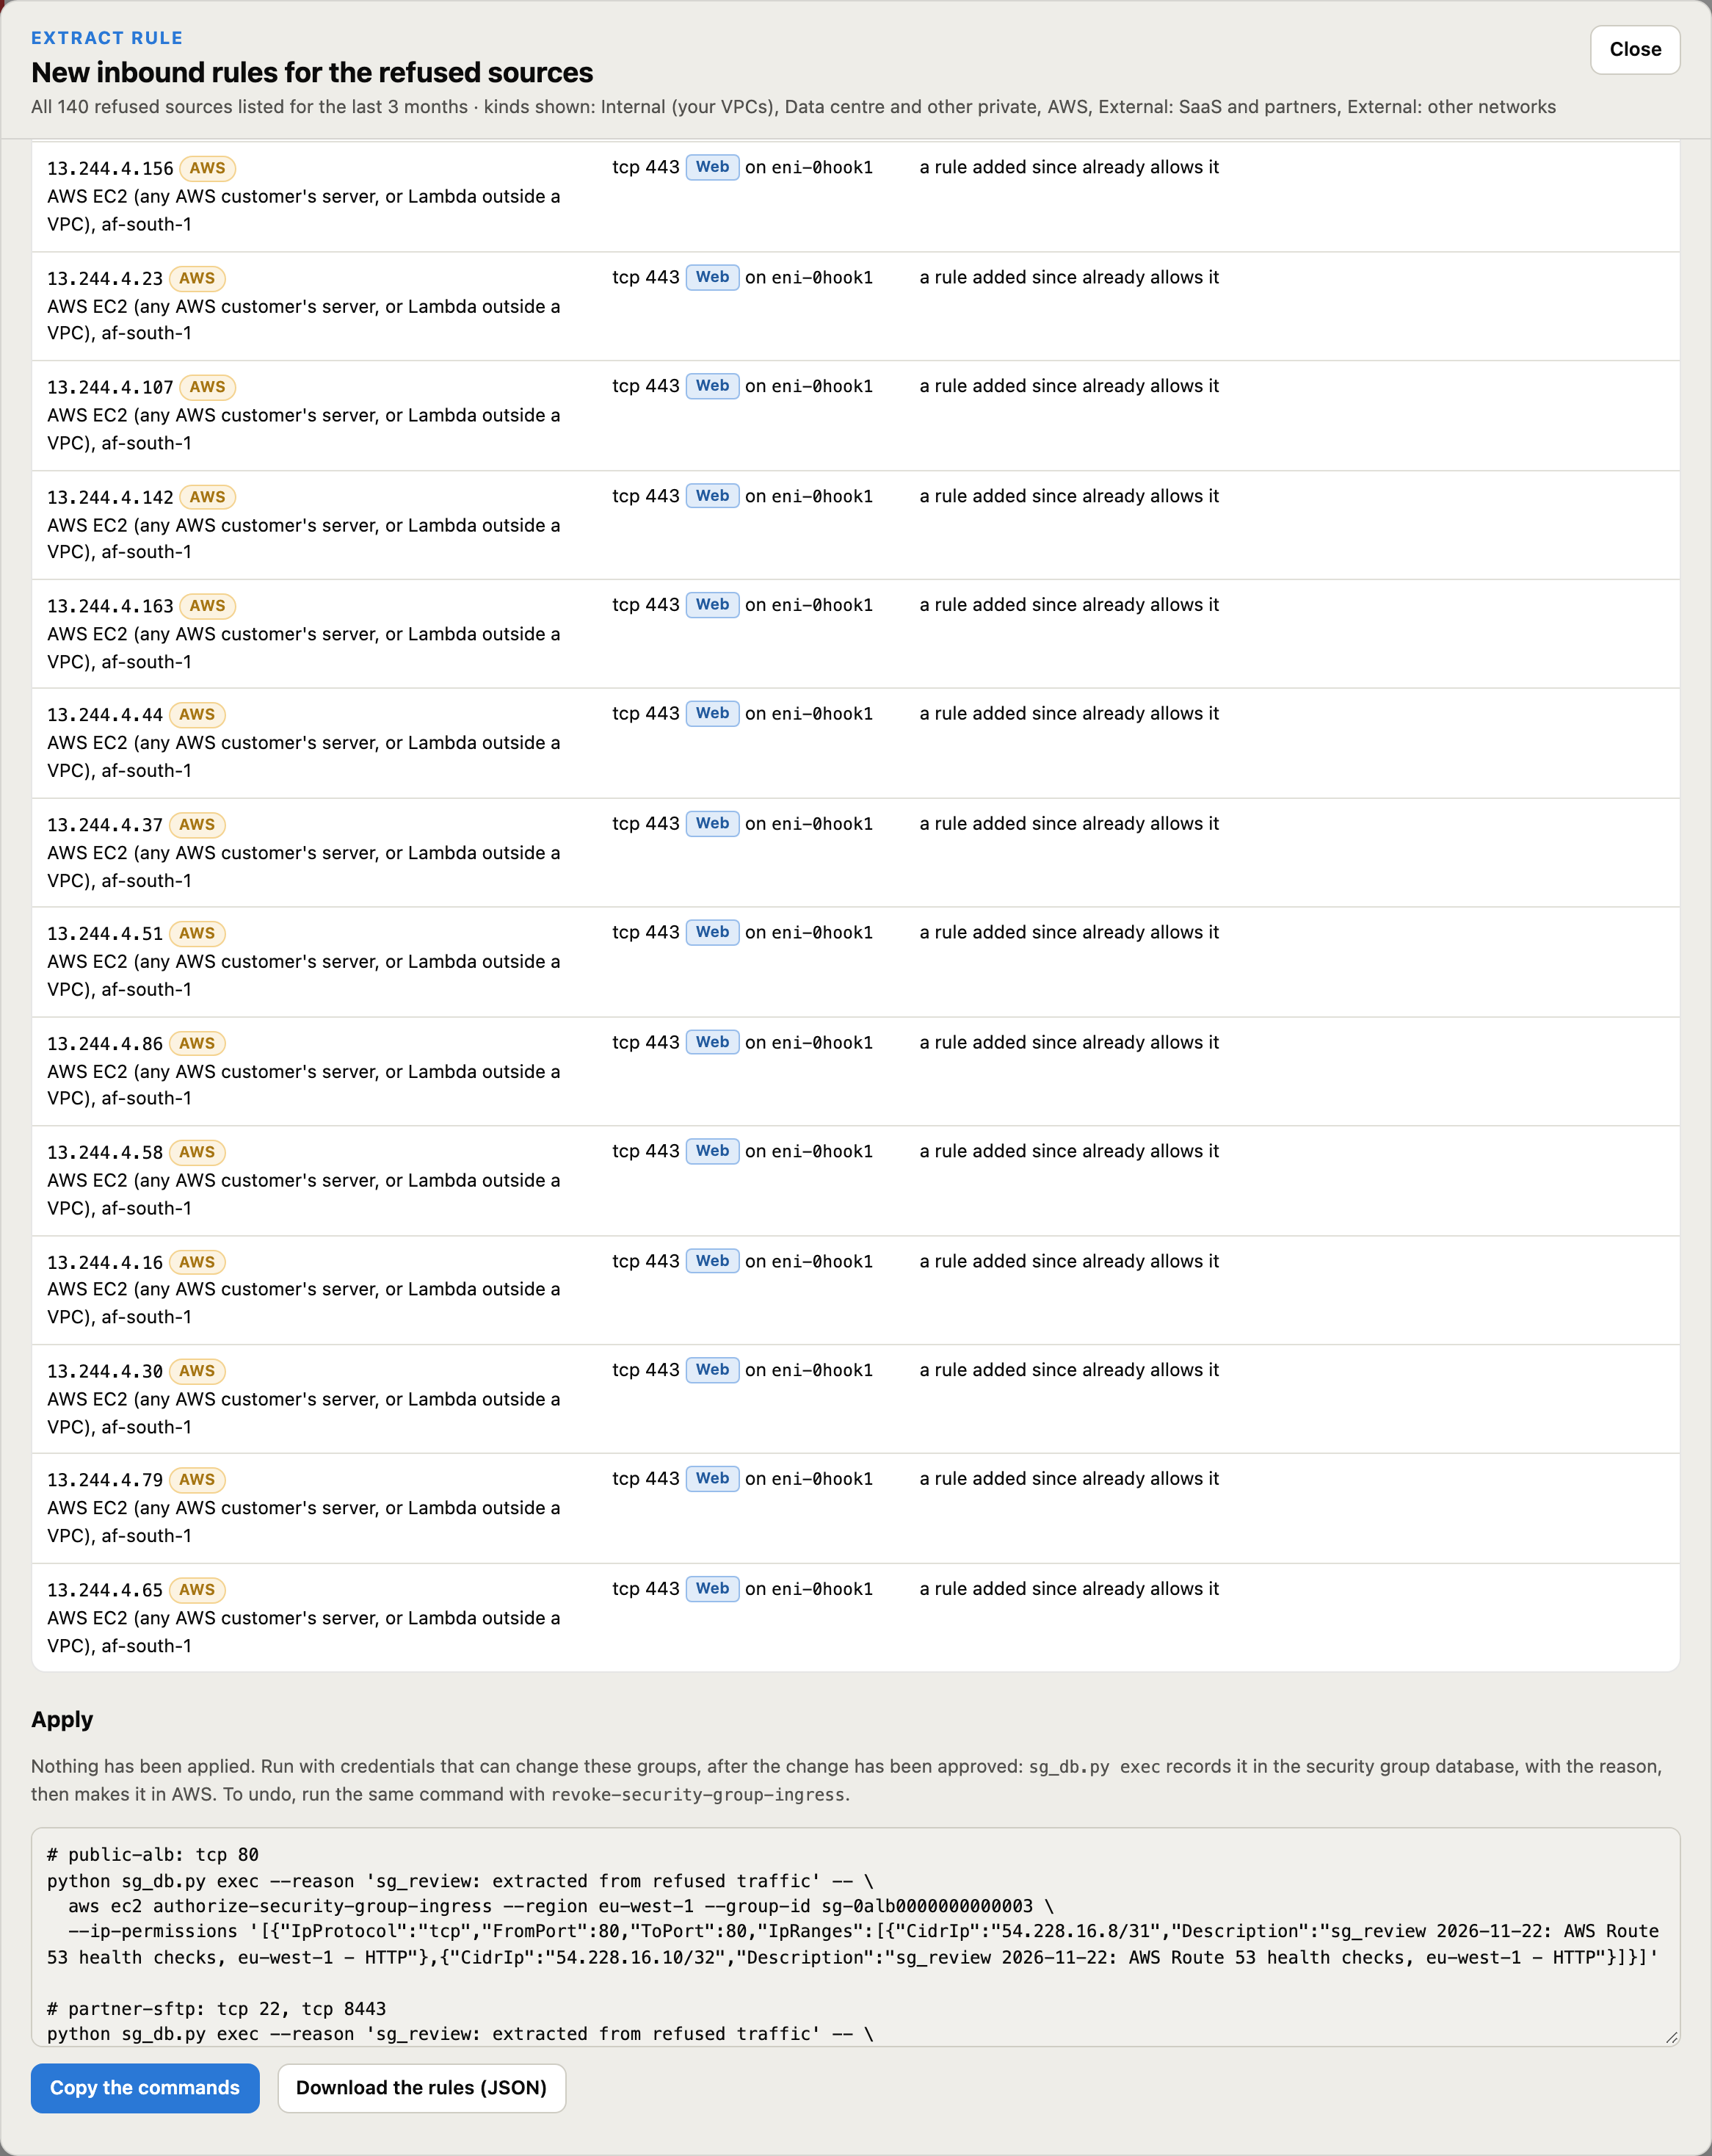 EXTRACT RULE
New inbound rules for the refused sources
All 140 refused sources listed for the last 3 months · kinds shown: Internal (your VPCs), Data centre and other private, AWS, External: SaaS and partners, External: other networks
Close
13.244.4.156 AWS tcp 443 Web on eni-0hook1 a rule added since already allows it
AWS EC2 (any AWS customer's server, or Lambda outside a
VPC), af-south-1
13.244.4.23 AWS tcp 443 Web on eni-0hook1 a rule added since already allows it
AWS EC2 (any AWS customer's server, or Lambda outside a
VPC), af-south-1
13.244.4.107 AWS tcp 443 Web on eni-0hook1 a rule added since already allows it
AWS EC2 (any AWS customer's server, or Lambda outside a
VPC), af-south-1
13.244.4.142 AWS tcp 443 Web on eni-0hook1 a rule added since already allows it
AWS EC2 (any AWS customer's server, or Lambda outside a
VPC), af-south-1
13.244.4.163 AWS tcp 443 Web on eni-0hook1 a rule added since already allows it
AWS EC2 (any AWS customer's server, or Lambda outside a
VPC), af-south-1
13.244.4.44 AWS tcp 443 Web on eni-0hook1 a rule added since already allows it
AWS EC2 (any AWS customer's server, or Lambda outside a
VPC), af-south-1
13.244.4.37 AWS tcp 443 Web on eni-0hook1 a rule added since already allows it
AWS EC2 (any AWS customer's server, or Lambda outside a
VPC), af-south-1
13.244.4.51 AWS tcp 443 Web on eni-0hook1 a rule added since already allows it
AWS EC2 (any AWS customer's server, or Lambda outside a
VPC), af-south-1
13.244.4.86 AWS tcp 443 Web on eni-0hook1 a rule added since already allows it
AWS EC2 (any AWS customer's server, or Lambda outside a
VPC), af-south-1
13.244.4.58 AWS tcp 443 Web on eni-0hook1 a rule added since already allows it
AWS EC2 (any AWS customer's server, or Lambda outside a
VPC), af-south-1
13.244.4.16 AWS tcp 443 Web on eni-0hook1 a rule added since already allows it
AWS EC2 (any AWS customer's server, or Lambda outside a
VPC), af-south-1
13.244.4.30 AWS tcp 443 Web on eni-0hook1 a rule added since already allows it
AWS EC2 (any AWS customer's server, or Lambda outside a
VPC), af-south-1
13.244.4.79 AWS tcp 443 Web on eni-0hook1 a rule added since already allows it
AWS EC2 (any AWS customer's server, or Lambda outside a
VPC), af-south-1
13.244.4.65 AWS tcp 443 Web on eni-0hook1 a rule added since already allows it
AWS EC2 (any AWS customer's server, or Lambda outside a
VPC), af-south-1
Apply
Nothing has been applied. Run with credentials that can change these groups, after the change has been approved: sg_db.py exec records it in the security group database, with the reason,
then makes it in AWS. To undo, run the same command with revoke-security-group-ingress.
# public-alb: tcp 80
python sg_db.py exec --reason 'sg_review: extracted from refused traffic' -- \
aws ec2 authorize-security-group-ingress --region eu-west-1 --group-id sg-0alb0000000000003 \
--ip-permissions '[{"IpProtocol":"tcp","FromPort":80,"ToPort":80,"IpRanges":[{"CidrIp":"54.228.16.8/31","Description":"sg_review 2026-11-22: AWS Route
53 health checks, eu-west-1 - HTTP"},{"CidrIp":"54.228.16.10/32","Description":"sg_review 2026-11-22: AWS Route 53 health checks, eu-west-1 - HTTP"}]}]'
# partner-sftp: tcp 22, tcp 8443
python sg_db.py exec --reason 'sg_review: extracted from refused traffic' -- \
Copy the commands
Download the rules (JSON)